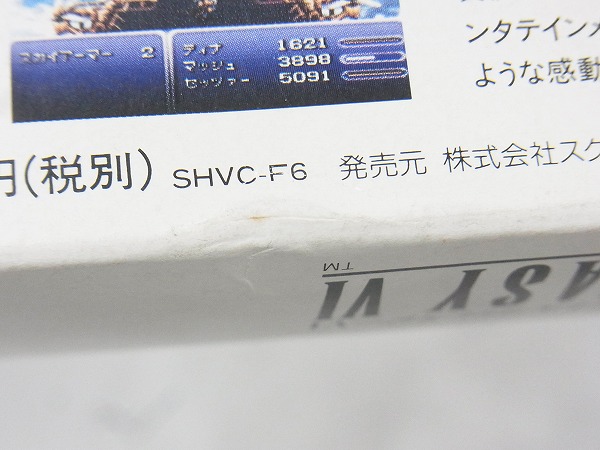 スカイアーマー 2
ティナ 1621
マッシュ 3898
セッツァー 5091
ンタテインメ
ような感動
円(税別) SHVC-F6 発売元 株式会社スク
ASY VI
TM